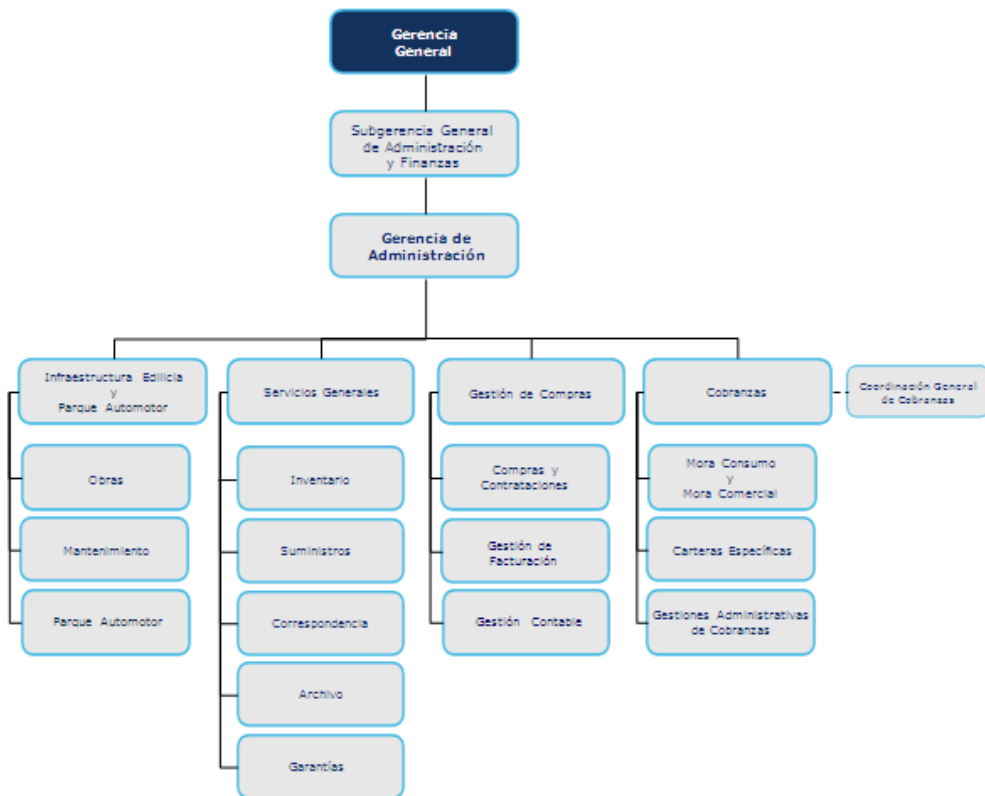 Gerencia
General
Subgerencia General
de Administración
y Finanzas
Gerencia de
Administración
Infraestructura Edilicia
y
Parque Automotor
Servicios Generales
Gestión de Compras
Cobranzas
Coordinación General
de Cobranzas
Obras
Mantenimiento
Parque Automotor
Inventario
Suministros
Correspondencia
Archivo
Garantías
Compras y
Contrataciones
Gestión de
Facturación
Gestión Contable
Mora Consumo
y
Mora Comercial
Carteras Específicas
Gestiones Administrativas
de Cobranzas